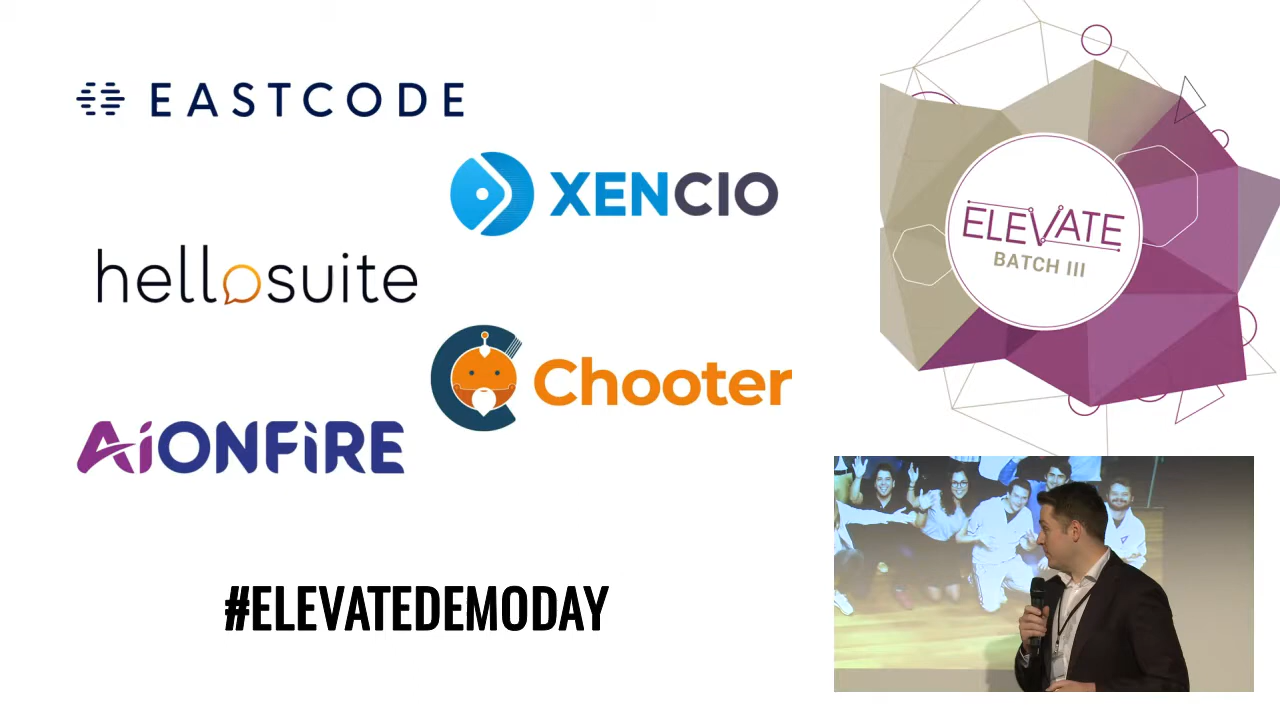 EASTCODE
XENCIO
hellosuite
Chooter
AiONFiRE
#ELEVATEDEMODAY
ELEVATE
BATCH III